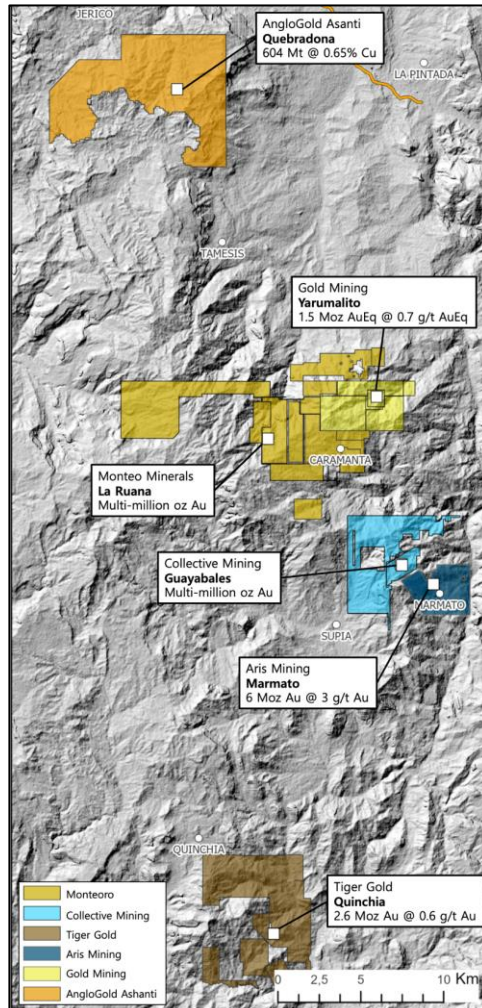 JERICO
AngloGold Asanti
Quebradona
604 Mt @ 0.65% Cu
LA PINTADA
TAMESIS
Gold Mining
Yarumalito
1.5 Moz AuEq @ 0.7 g/t AuEq
CARAMANTA
Monteo Minerals
La Ruana
Multi-million oz Au
Collective Mining
Guayabales
Multi-million oz Au
MARMATO
SUPIA
Aris Mining
Marmato
6 Moz Au @ 3 g/t Au
QUINCHIA
Tiger Gold
Quinchia
2.6 Moz Au @ 0.6 g/t Au
Monteoro
Collective Mining
Tiger Gold
Aris Mining
Gold Mining
AngloGold Ashanti
0 2,5 5 10 Km